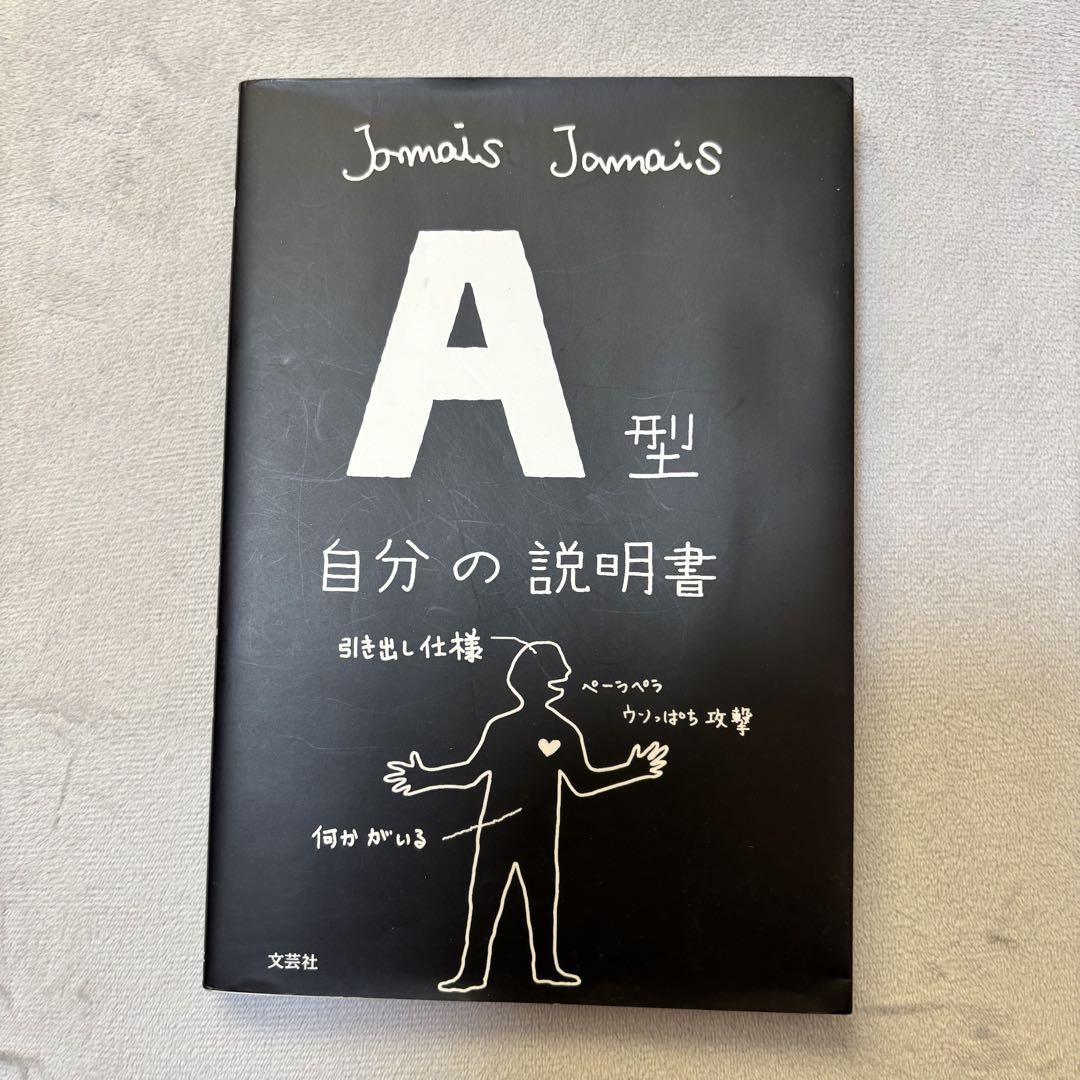 Jamais Jamais
A型
自分の説明書
引き出し仕様
ペーラペラ
ウソっぱち攻撃
何かがいる
文芸社